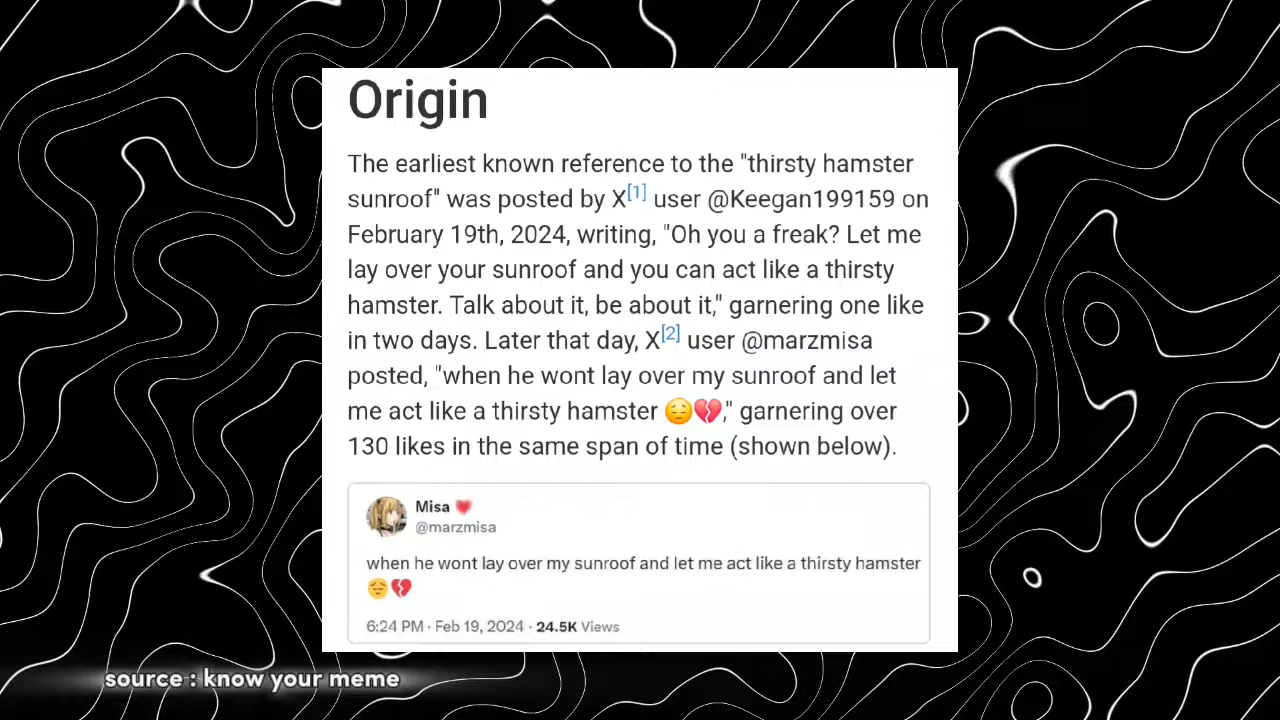 Origin
The earliest known reference to the "thirsty hamster
sunroof" was posted by X[1] user @Keegan199159 on
February 19th, 2024, writing, "Oh you a freak? Let me
lay over your sunroof and you can act like a thirsty
hamster. Talk about it, be about it," garnering one like
in two days. Later that day, X[2] user @marzmisa
posted, "when he wont lay over my sunroof and let
me act like a thirsty hamster 😔💔," garnering over
130 likes in the same span of time (shown below).
Misa 💗
@marzmisa
when he wont lay over my sunroof and let me act like a thirsty hamster
😔💔
6:24 PM · Feb 19, 2024 · 24.5K Views
source : know your meme